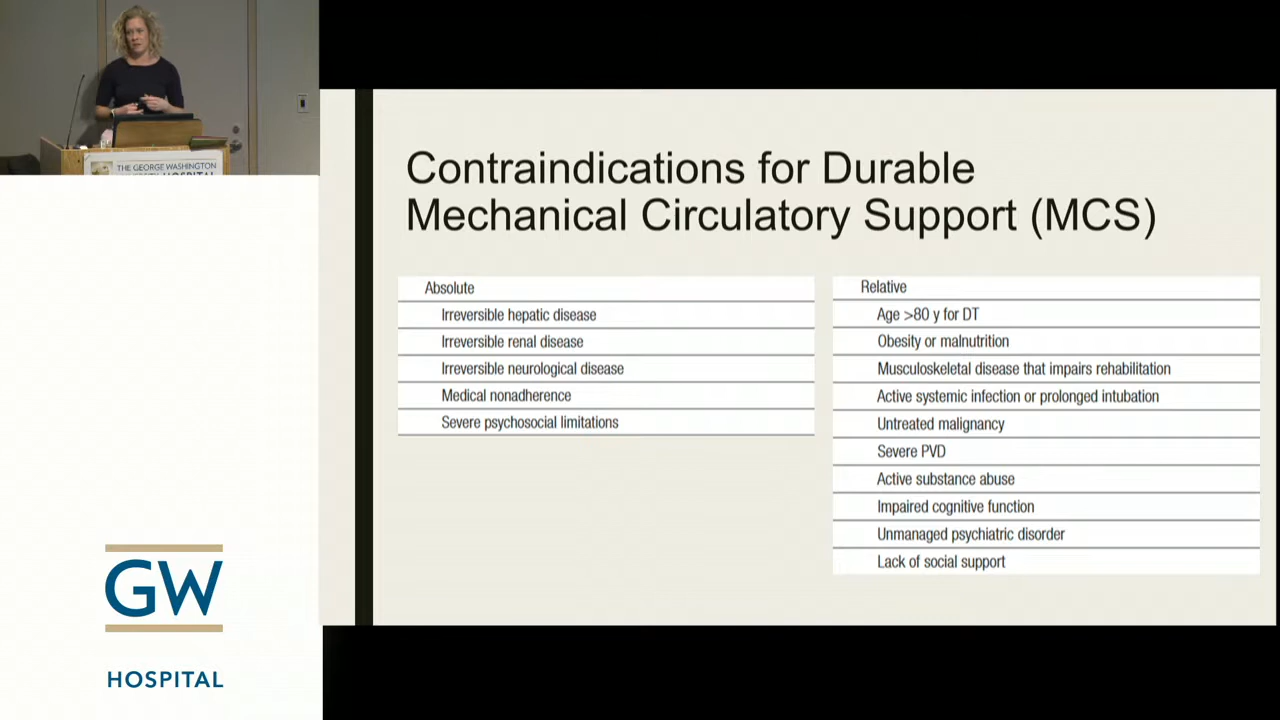 THE GEORGE WASHINGTON
UNIVERSITY HOSPITAL
Contraindications for Durable
Mechanical Circulatory Support (MCS)
Absolute
Irreversible hepatic disease
Irreversible renal disease
Irreversible neurological disease
Medical nonadherence
Severe psychosocial limitations
Relative
Age >80 y for DT
Obesity or malnutrition
Musculoskeletal disease that impairs rehabilitation
Active systemic infection or prolonged intubation
Untreated malignancy
Severe PVD
Active substance abuse
Impaired cognitive function
Unmanaged psychiatric disorder
Lack of social support
GW
HOSPITAL